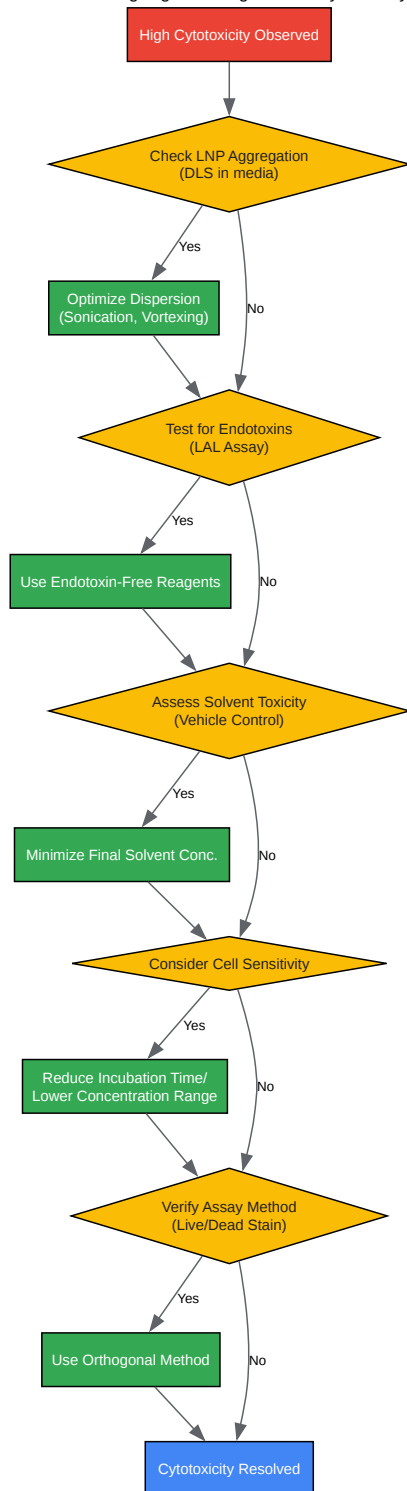 High Cytotoxicity Observed
Check LNP Aggregation
(DLS in media)
Yes
No
Optimize Dispersion
(Sonication, Vortexing)
Test for Endotoxins
(LAL Assay)
Yes
No
Use Endotoxin-Free Reagents
Assess Solvent Toxicity
(Vehicle Control)
Yes
No
Minimize Final Solvent Conc.
Consider Cell Sensitivity
Yes
No
Reduce Incubation Time/
Lower Concentration Range
Verify Assay Method
(Live/Dead Stain)
Yes
No
Use Orthogonal Method
Cytotoxicity Resolved